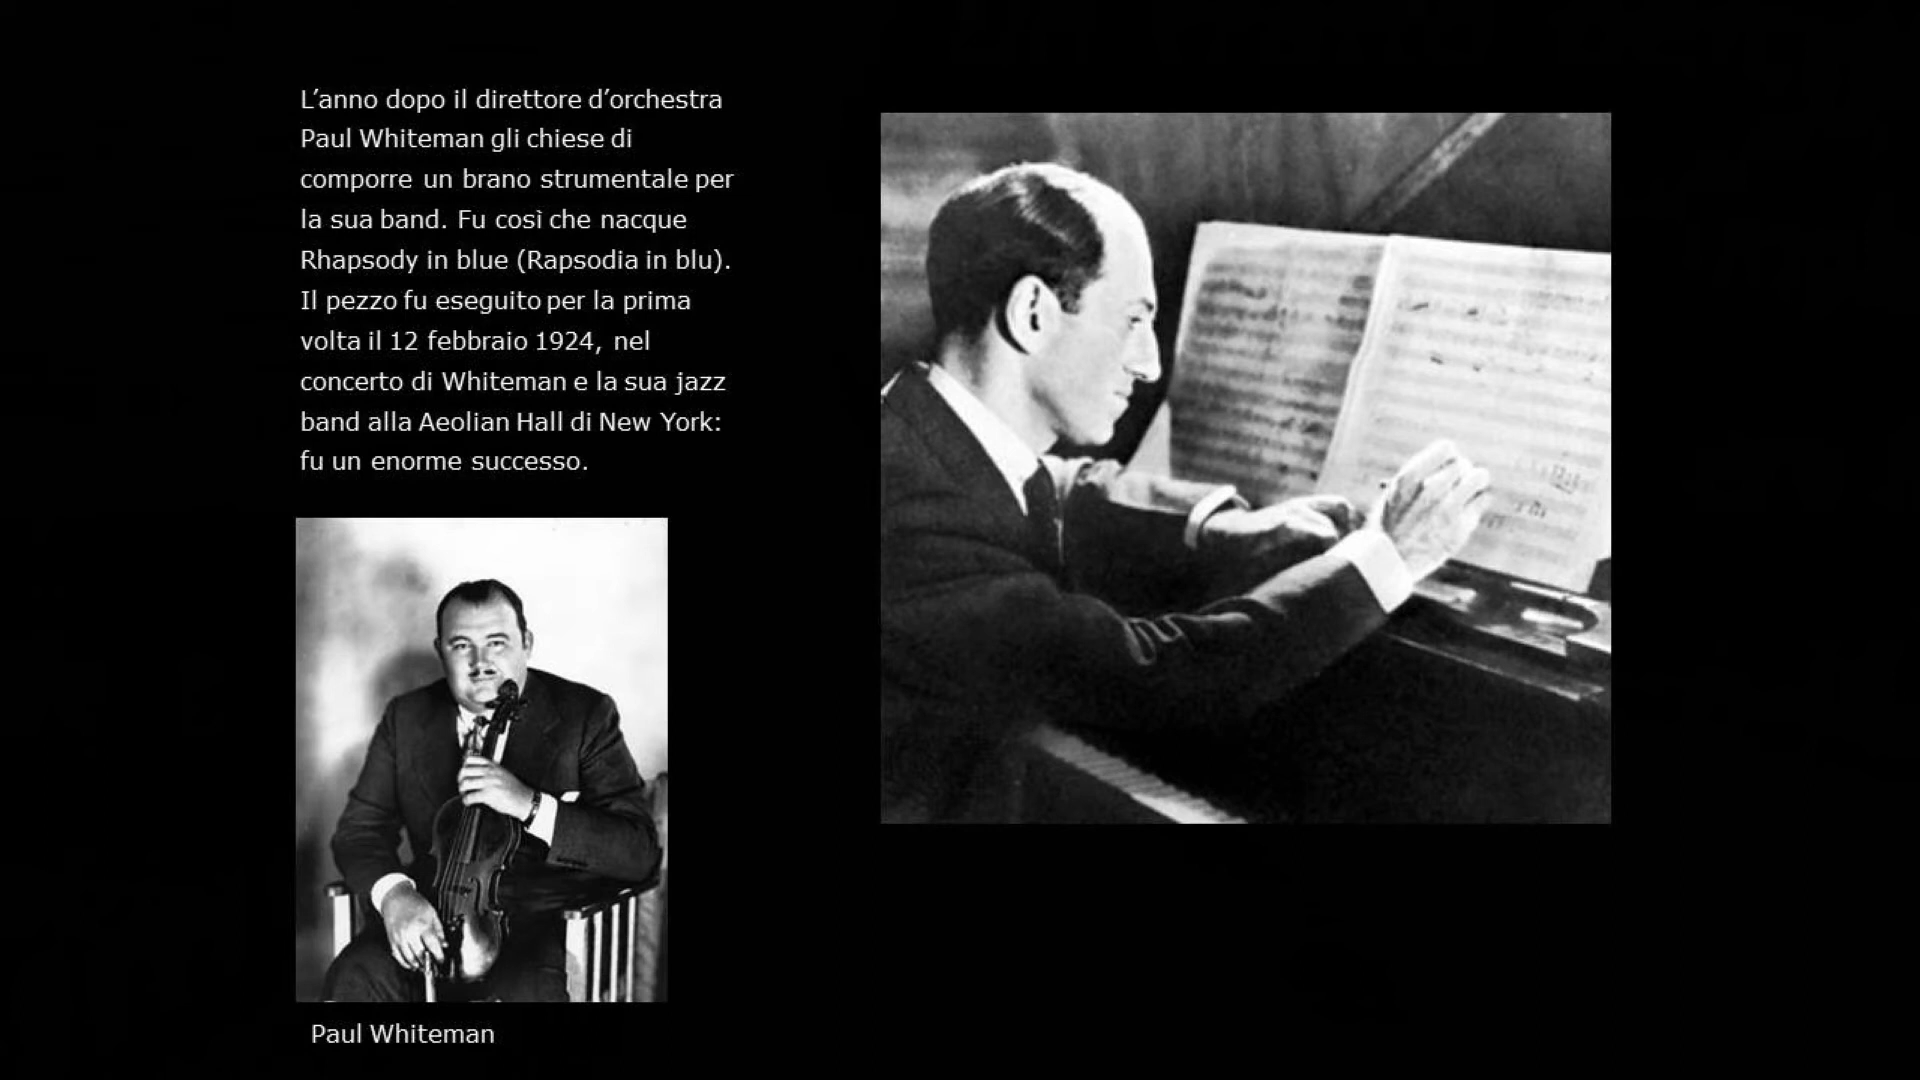 L’anno dopo il direttore d’orchestra
Paul Whiteman gli chiese di
comporre un brano strumentale per
la sua band. Fu così che nacque
Rhapsody in blue (Rapsodia in blu).
Il pezzo fu eseguito per la prima
volta il 12 febbraio 1924, nel
concerto di Whiteman e la sua jazz
band alla Aeolian Hall di New York:
fu un enorme successo.
Paul Whiteman